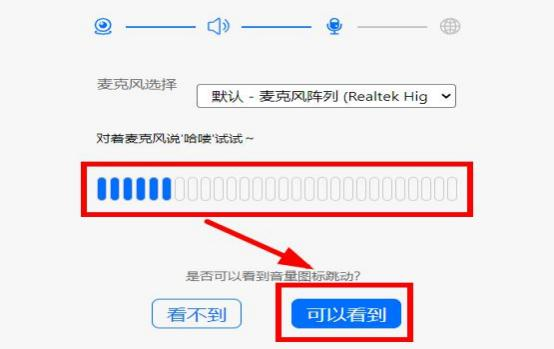 麦克风选择
默认 - 麦克风阵列 (Realtek Hig
对着麦克风说'哈喽'试试~
是否可以看到音量图标跳动?
看不到
可以看到